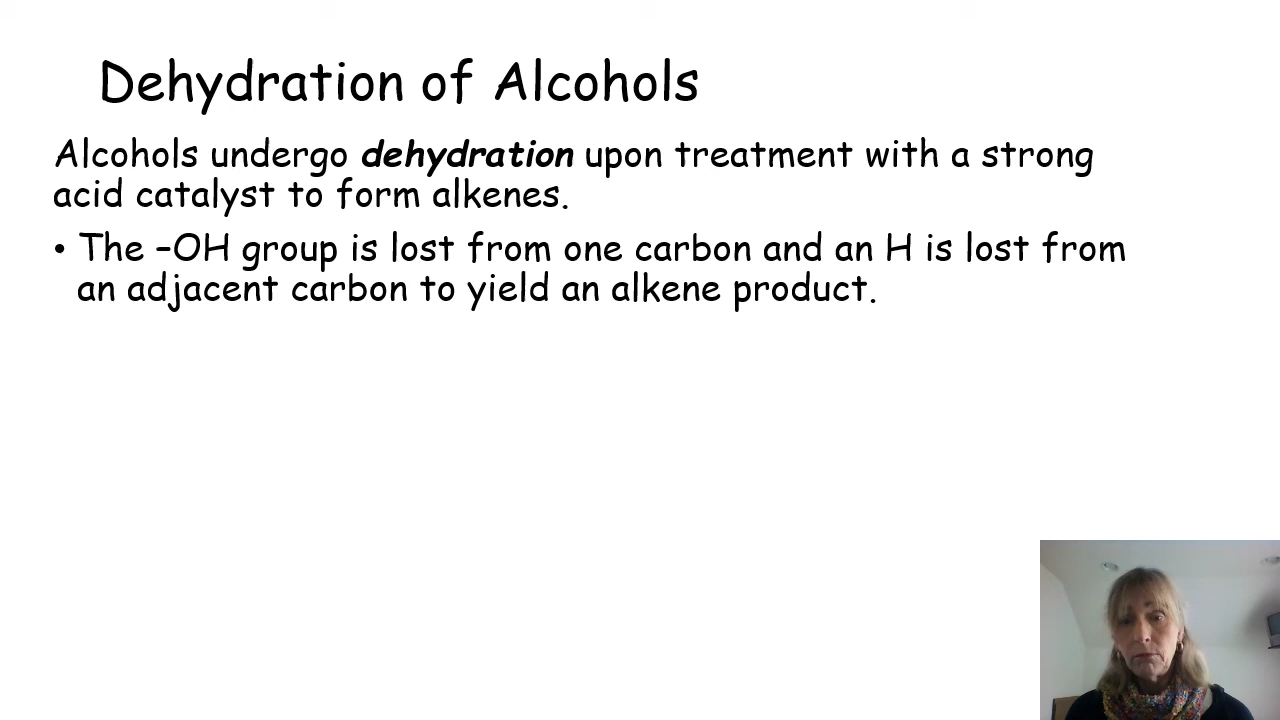 Dehydration of Alcohols
Alcohols undergo dehydration upon treatment with a strong
acid catalyst to form alkenes.
• The –OH group is lost from one carbon and an H is lost from
an adjacent carbon to yield an alkene product.